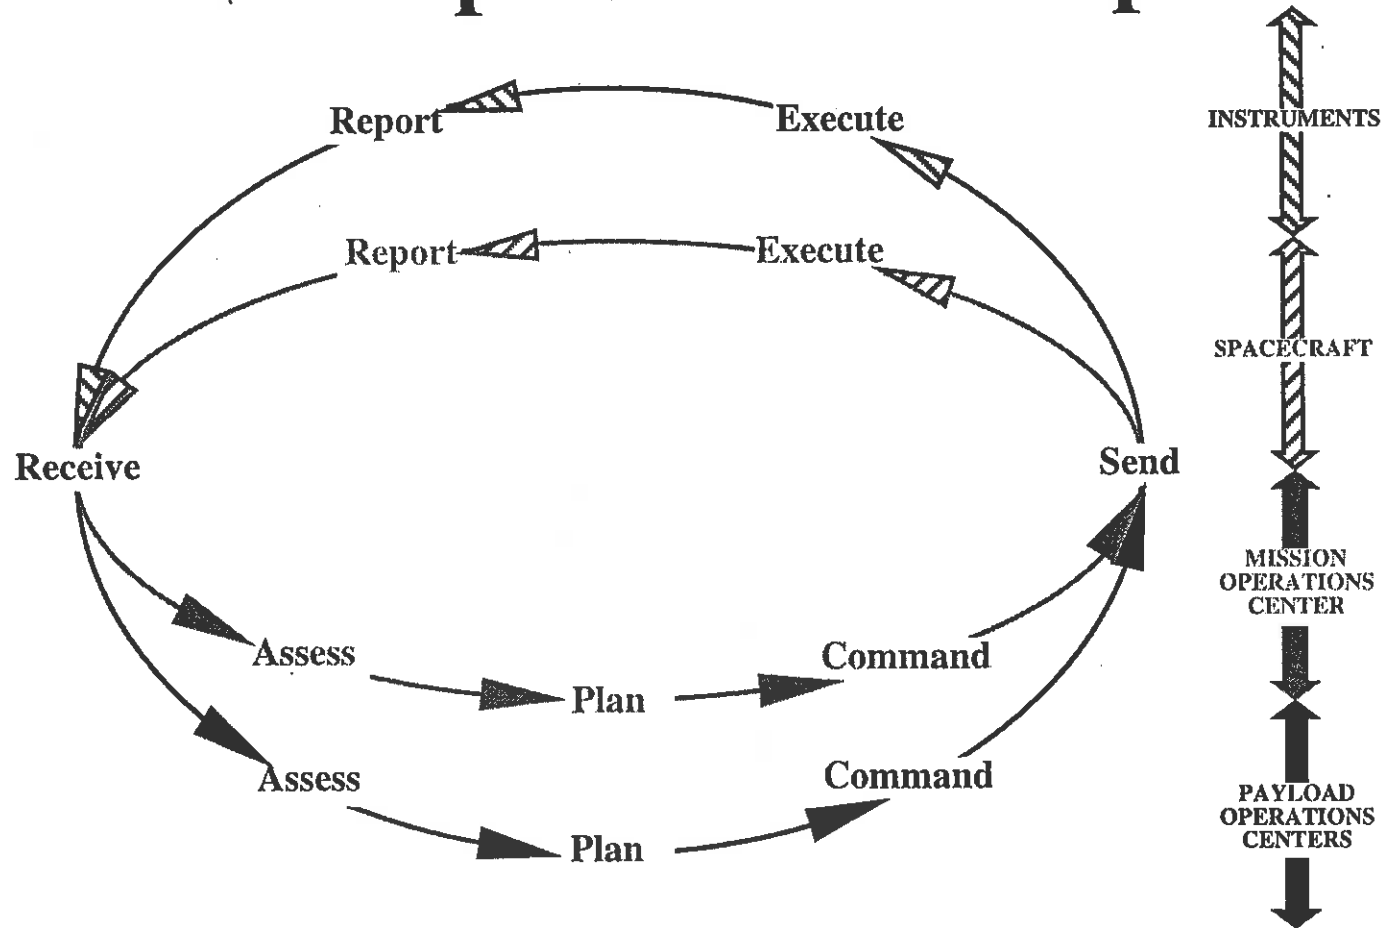 Report
Execute
INSTRUMENTS
Report
Execute
SPACECRAFT
Receive
Send
MISSION
OPERATIONS
CENTER
Assess
Command
Plan
Assess
Command
PAYLOAD
OPERATIONS
CENTERS
Plan